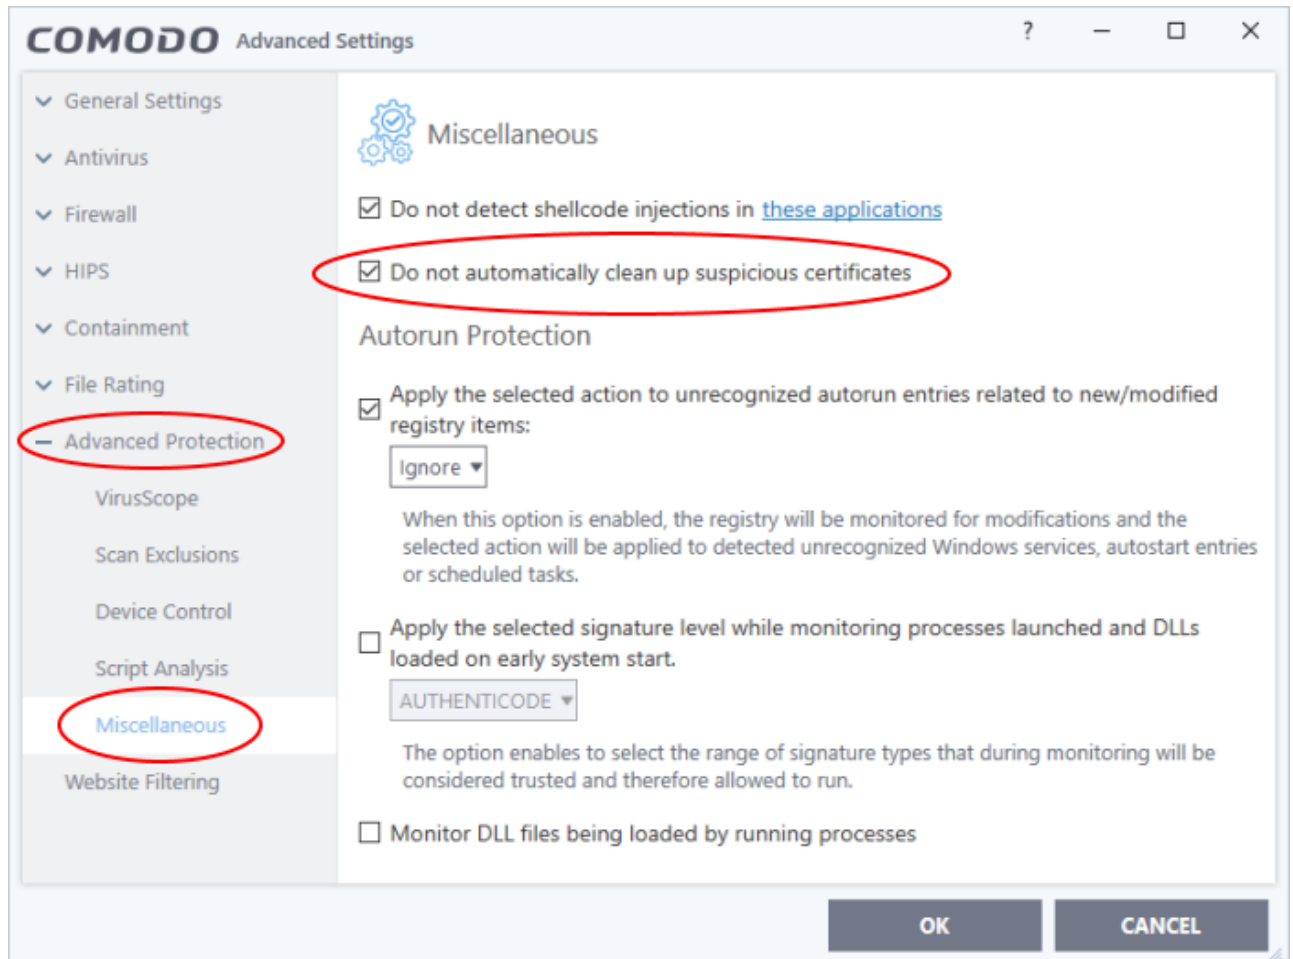 COMODO Advanced Settings ?
General Settings
Antivirus
Firewall
HIPS
Containment
File Rating
Advanced Protection
VirusScope
Scan Exclusions
Device Control
Script Analysis
Miscellaneous
Website Filtering
Miscellaneous
Do not detect shellcode injections in these applications
Do not automatically clean up suspicious certificates
Autorun Protection
Apply the selected action to unrecognized autorun entries related to new/modified
registry items:
Ignore
When this option is enabled, the registry will be monitored for modifications and the
selected action will be applied to detected unrecognized Windows services, autostart entries
or scheduled tasks.
Apply the selected signature level while monitoring processes launched and DLLs
loaded on early system start.
AUTHENTICODE
The option enables to select the range of signature types that during monitoring will be
considered trusted and therefore allowed to run.
Monitor DLL files being loaded by running processes
OK
CANCEL